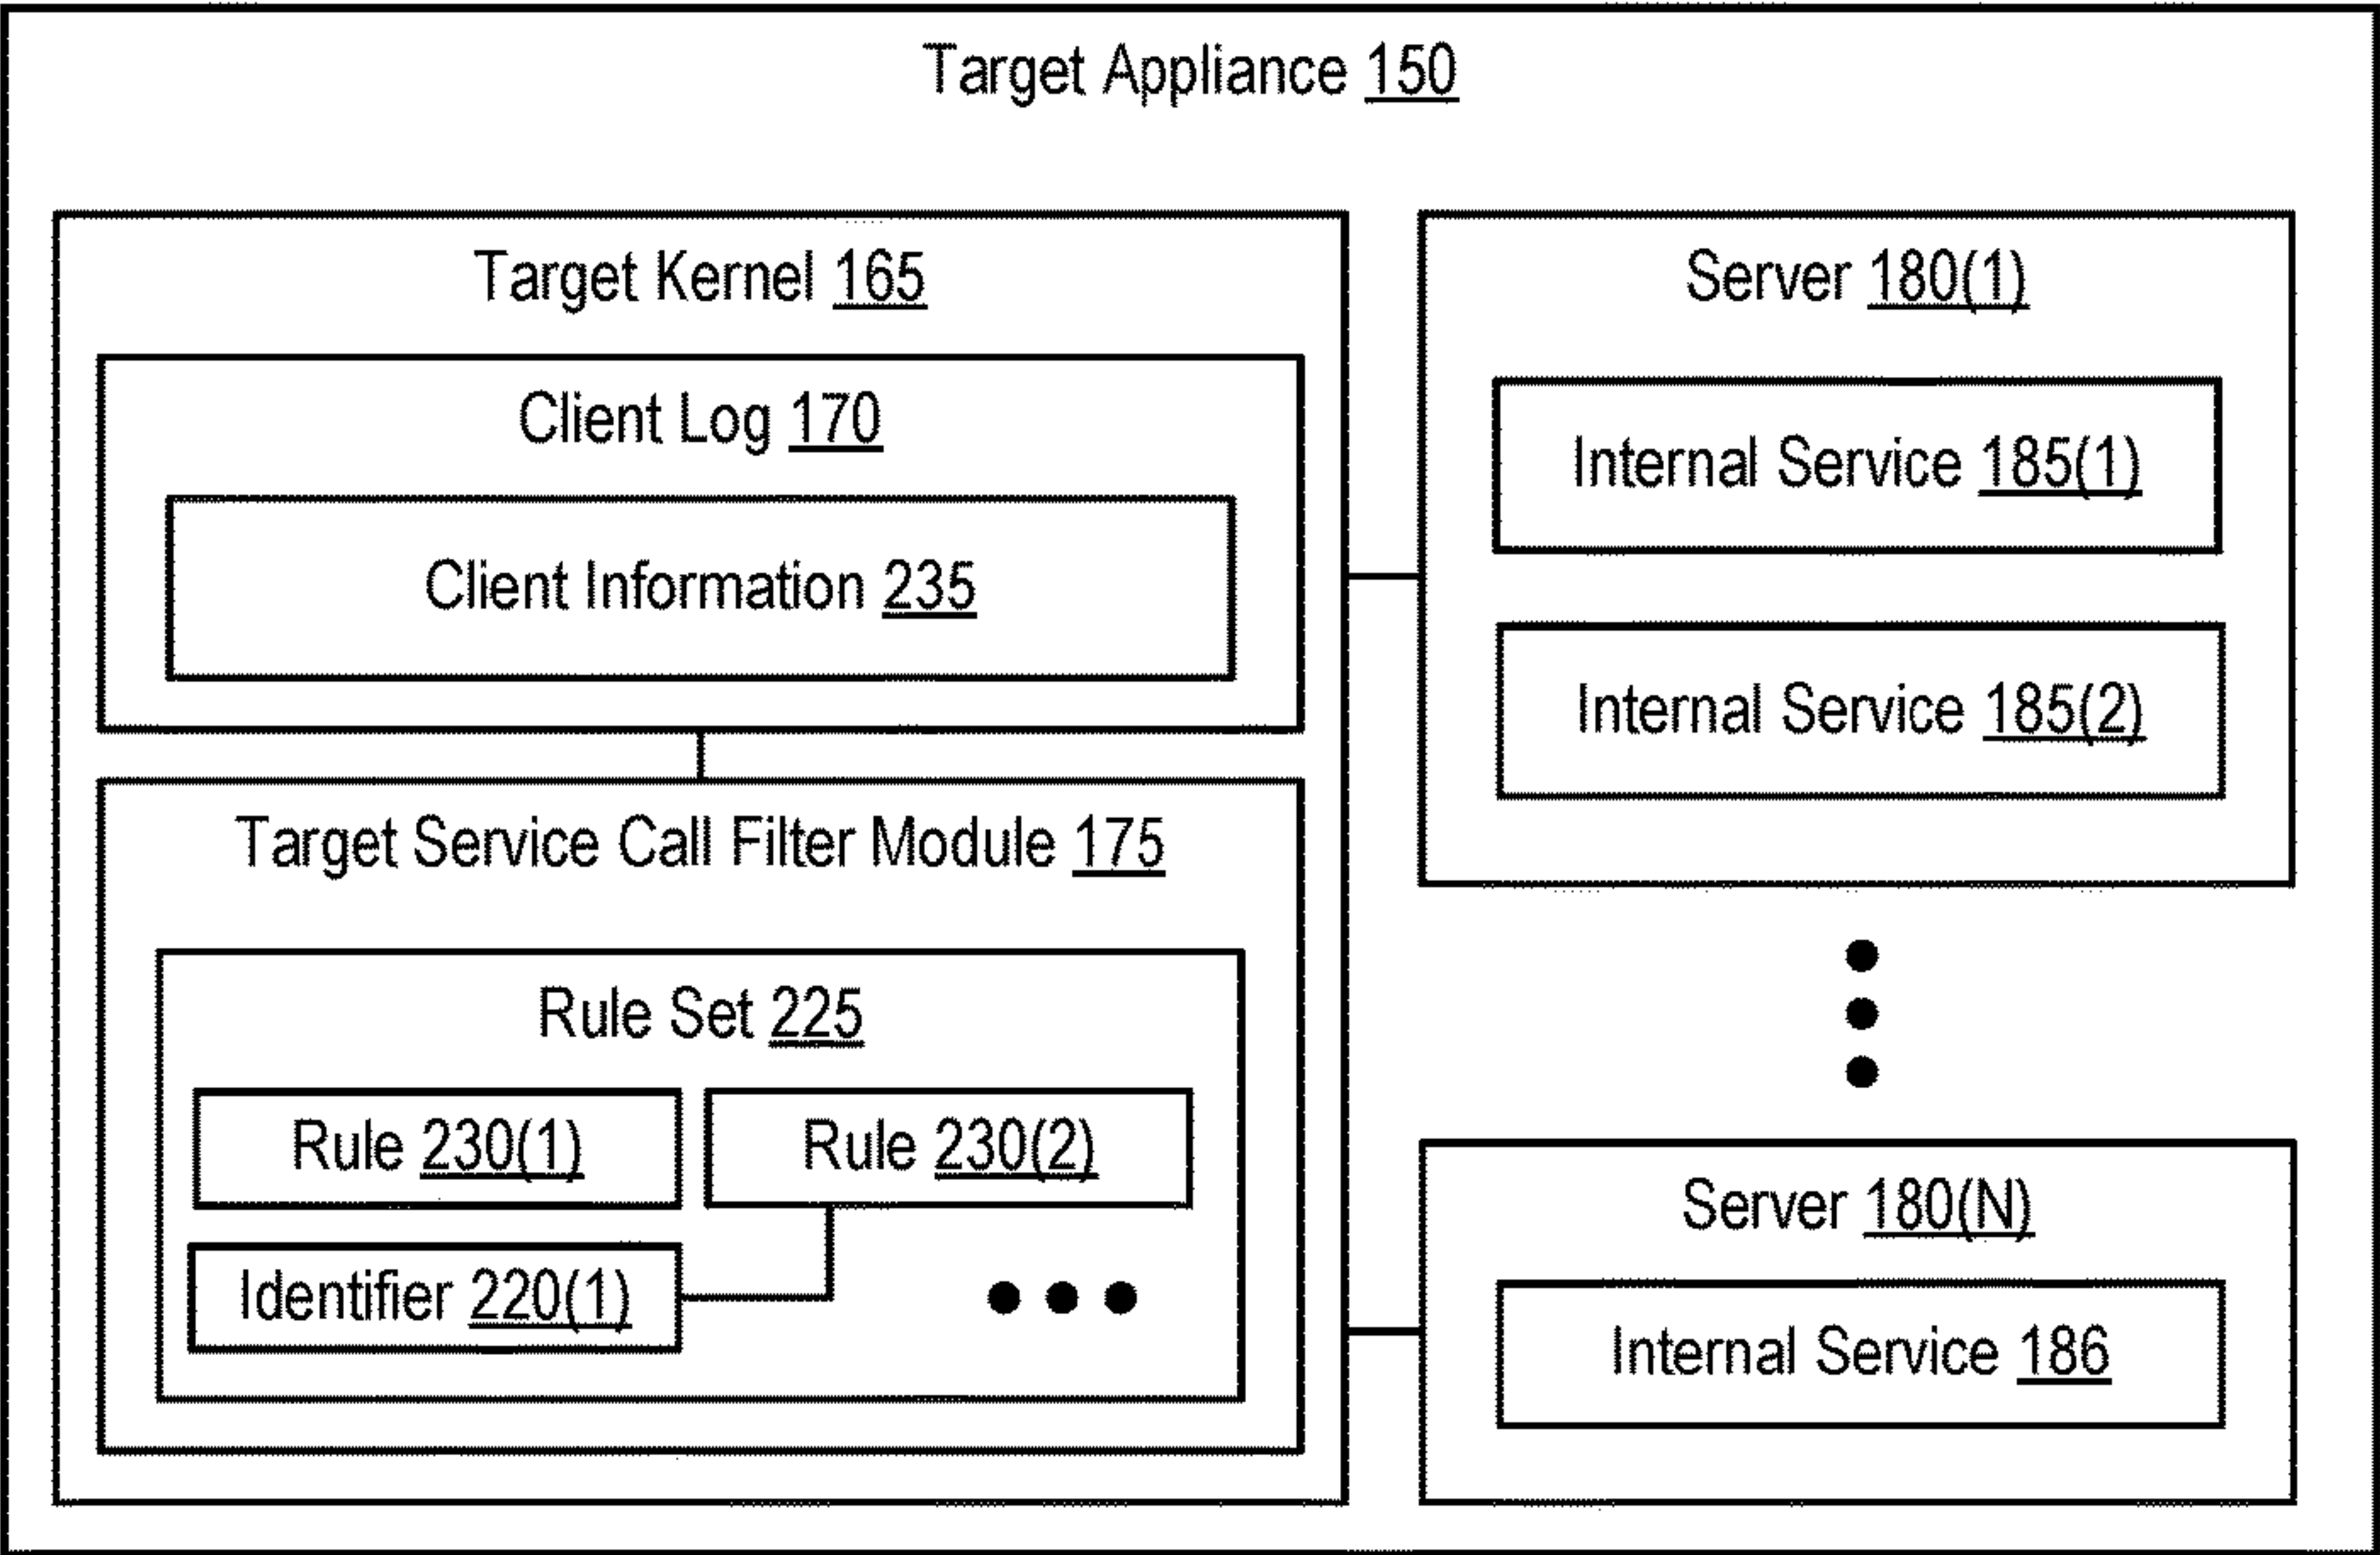 Target Appliance 150
Target Kernel 165
Client Log 170
Client Information 235
Target Service Call Filter Module 175
Rule Set 225
Rule 230(1)
Rule 230(2)
Identifier 220(1)
Server 180(1)
Internal Service 185(1)
Internal Service 185(2)
Server 180(N)
Internal Service 186